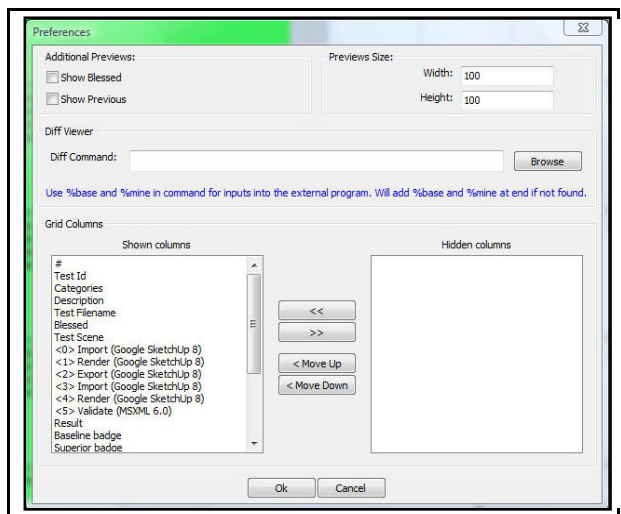 Preferences
Additional Previews:
Show Blessed
Show Previous
Previews Size:
Width: 100
Height: 100
Diff Viewer
Diff Command:
Browse
Use %base and %mine in command for inputs into the external program. Will add %base and %mine at end if not found.
Grid Columns
Shown columns
#
Test Id
Categories
Description
Test Filename
Blessed
Test Scene
<0> Import (Google SketchUp 8)
<1> Render (Google SketchUp 8)
<2> Export (Google SketchUp 8)
<3> Import (Google SketchUp 8)
<4> Render (Google SketchUp 8)
<5> Validate (MSXML 6.0)
Result
Baseline badge
Superior badge
<<
>>
< Move Up
< Move Down
Hidden columns
Ok
Cancel